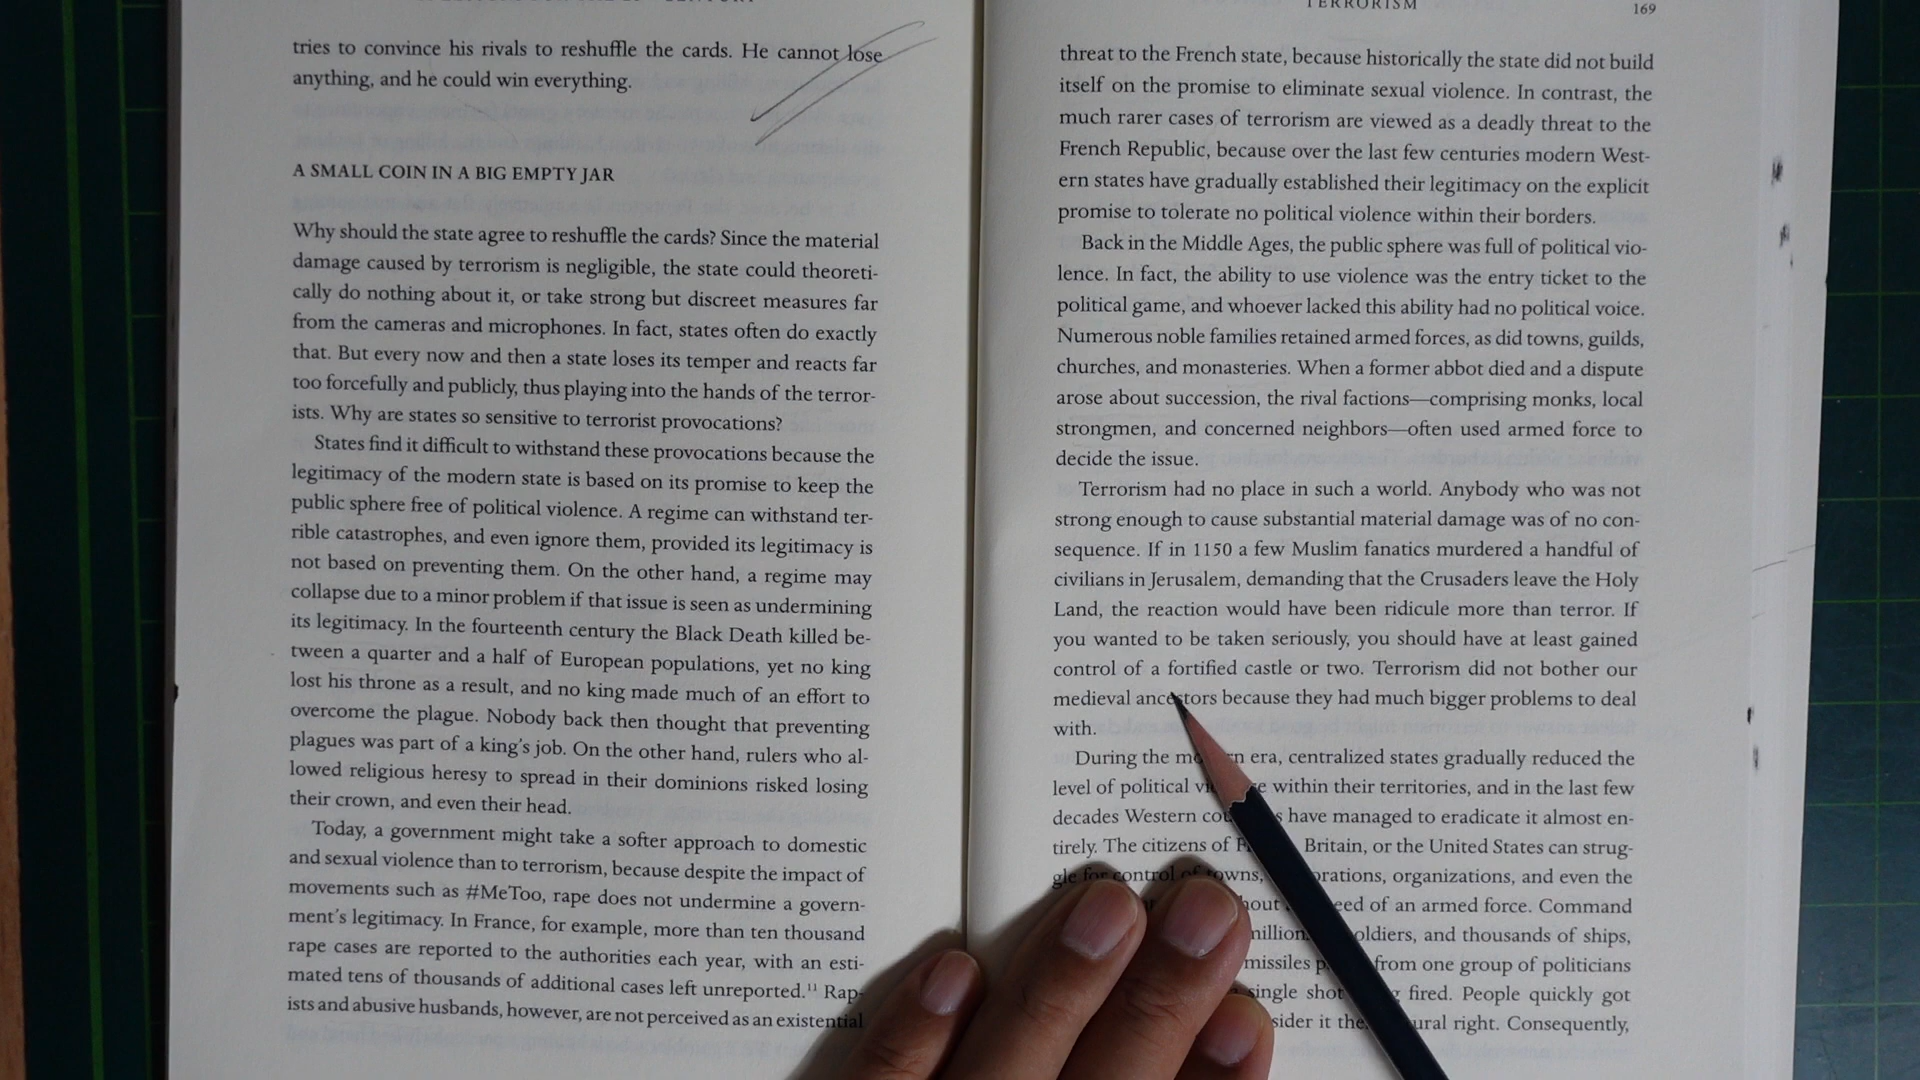 tries to convince his rivals to reshuffle the cards. He cannot lose
anything, and he could win everything.
A SMALL COIN IN A BIG EMPTY JAR
Why should the state agree to reshuffle the cards? Since the material
damage caused by terrorism is negligible, the state could theoreti-
cally do nothing about it, or take strong but discreet measures far
from the cameras and microphones. In fact, states often do exactly
that. But every now and then a state loses its temper and reacts far
too forcefully and publicly, thus playing into the hands of the terror-
ists. Why are states so sensitive to terrorist provocations?
States find it difficult to withstand these provocations because the
legitimacy of the modern state is based on its promise to keep the
public sphere free of political violence. A regime can withstand ter-
rible catastrophes, and even ignore them, provided its legitimacy is
not based on preventing them. On the other hand, a regime may
collapse due to a minor problem if that issue is seen as undermining
its legitimacy. In the fourteenth century the Black Death killed be-
tween a quarter and a half of European populations, yet no king
lost his throne as a result, and no king made much of an effort to
overcome the plague. Nobody back then thought that preventing
plagues was part of a king's job. On the other hand, rulers who al-
lowed religious heresy to spread in their dominions risked losing
their crown, and even their head.
Today, a government might take a softer approach to domestic
and sexual violence than to terrorism, because despite the impact of
movements such as #MeToo, rape does not undermine a govern-
ment's legitimacy. In France, for example, more than ten thousand
rape cases are reported to the authorities each year, with an esti-
mated tens of thousands of additional cases left unreported.¹¹ Rap-
ists and abusive husbands, however, are not perceived as an existential
TERRORISM 169
threat to the French state, because historically the state did not build
itself on the promise to eliminate sexual violence. In contrast, the
much rarer cases of terrorism are viewed as a deadly threat to the
French Republic, because over the last few centuries modern West-
ern states have gradually established their legitimacy on the explicit
promise to tolerate no political violence within their borders.
Back in the Middle Ages, the public sphere was full of political vio-
lence. In fact, the ability to use violence was the entry ticket to the
political game, and whoever lacked this ability had no political voice.
Numerous noble families retained armed forces, as did towns, guilds,
churches, and monasteries. When a former abbot died and a dispute
arose about succession, the rival factions—comprising monks, local
strongmen, and concerned neighbors—often used armed force to
decide the issue.
Terrorism had no place in such a world. Anybody who was not
strong enough to cause substantial material damage was of no con-
sequence. If in 1150 a few Muslim fanatics murdered a handful of
civilians in Jerusalem, demanding that the Crusaders leave the Holy
Land, the reaction would have been ridicule more than terror. If
you wanted to be taken seriously, you should have at least gained
control of a fortified castle or two. Terrorism did not bother our
medieval ancestors because they had much bigger problems to deal
with.
During the era, centralized states gradually reduced the
level of political within their territories, and in the last few
decades Western have managed to eradicate it almost en-
tirely. The citizens of Britain, or the United States can strug-
gle for control of towns, organizations, and even the
of an armed force. Command
and thousands of ships,
missiles from one group of politicians
single shot fired. People quickly got
right. Consequently,